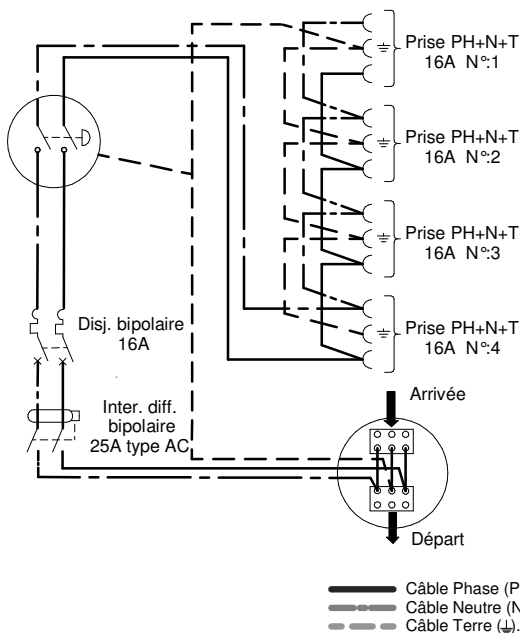 Prise PH+N+T
16A N°:1
Prise PH+N+T
16A N°:2
Prise PH+N+T
16A N°:3
Prise PH+N+T
16A N°:4
Disj. bipolaire
16A
Inter. diff.
bipolaire
25A type AC
Arrivée
Départ
Câble Phase (P
Câble Neutre (N
Câble Terre (⏚).